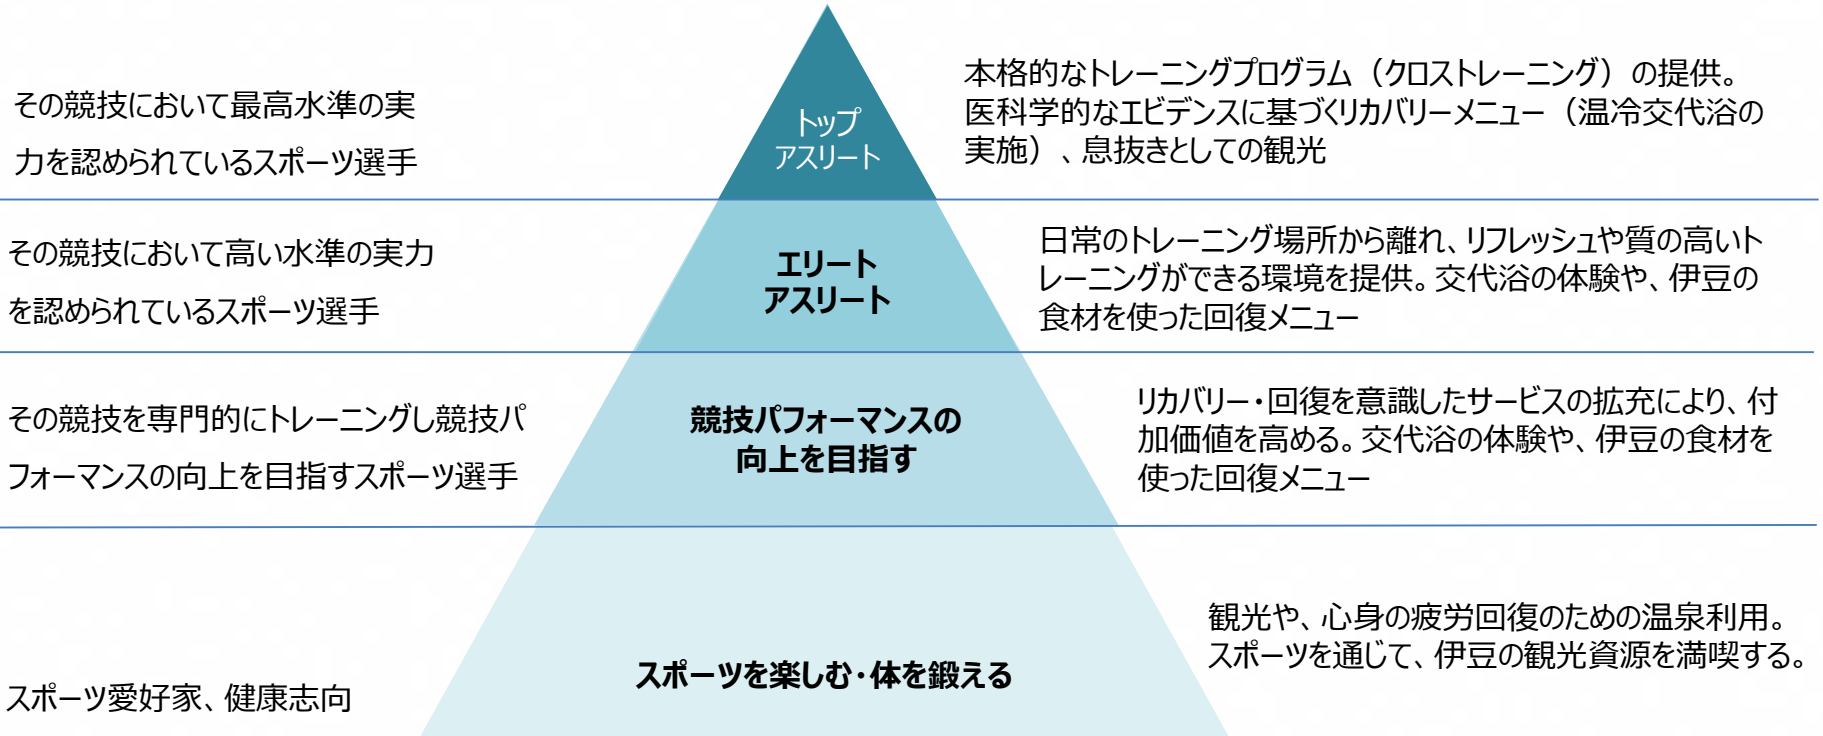 その競技において最高水準の実
力を認められているスポーツ選手
トップ
アスリート
本格的なトレーニングプログラム（クロストレーニング）の提供。
医科学的なエビデンスに基づくリカバリーメニュー（温冷交代浴の
実施）、息抜きとしての観光
その競技において高い水準の実力
を認められているスポーツ選手
エリート
アスリート
日常のトレーニング場所から離れ、リフレッシュや質の高いト
レーニングができる環境を提供。交代浴の体験や、伊豆の
食材を使った回復メニュー
その競技を専門的にトレーニングし競技パ
フォーマンスの向上を目指すスポーツ選手
競技パフォーマンスの
向上を目指す
リカバリー・回復を意識したサービスの拡充により、付
加価値を高める。交代浴の体験や、伊豆の食材を
使った回復メニュー
スポーツ愛好家、健康志向
スポーツを楽しむ・体を鍛える
観光や、心身の疲労回復のための温泉利用。
スポーツを通じて、伊豆の観光資源を満喫する。